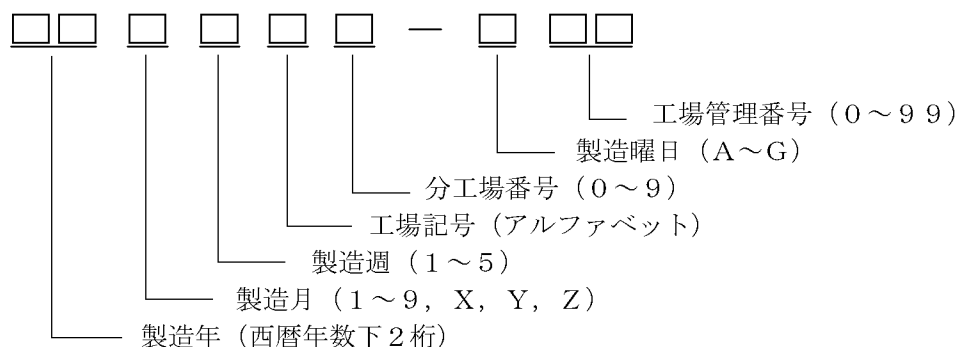 □□ □ □ □ □ － □ □□
工場管理番号（０～９９）
製造曜日（Ａ～Ｇ）
分工場番号（０～９）
工場記号（アルファベット）
製造週（１～５）
製造月（１～９，Ｘ，Ｙ，Ｚ）
製造年（西暦年数下２桁）